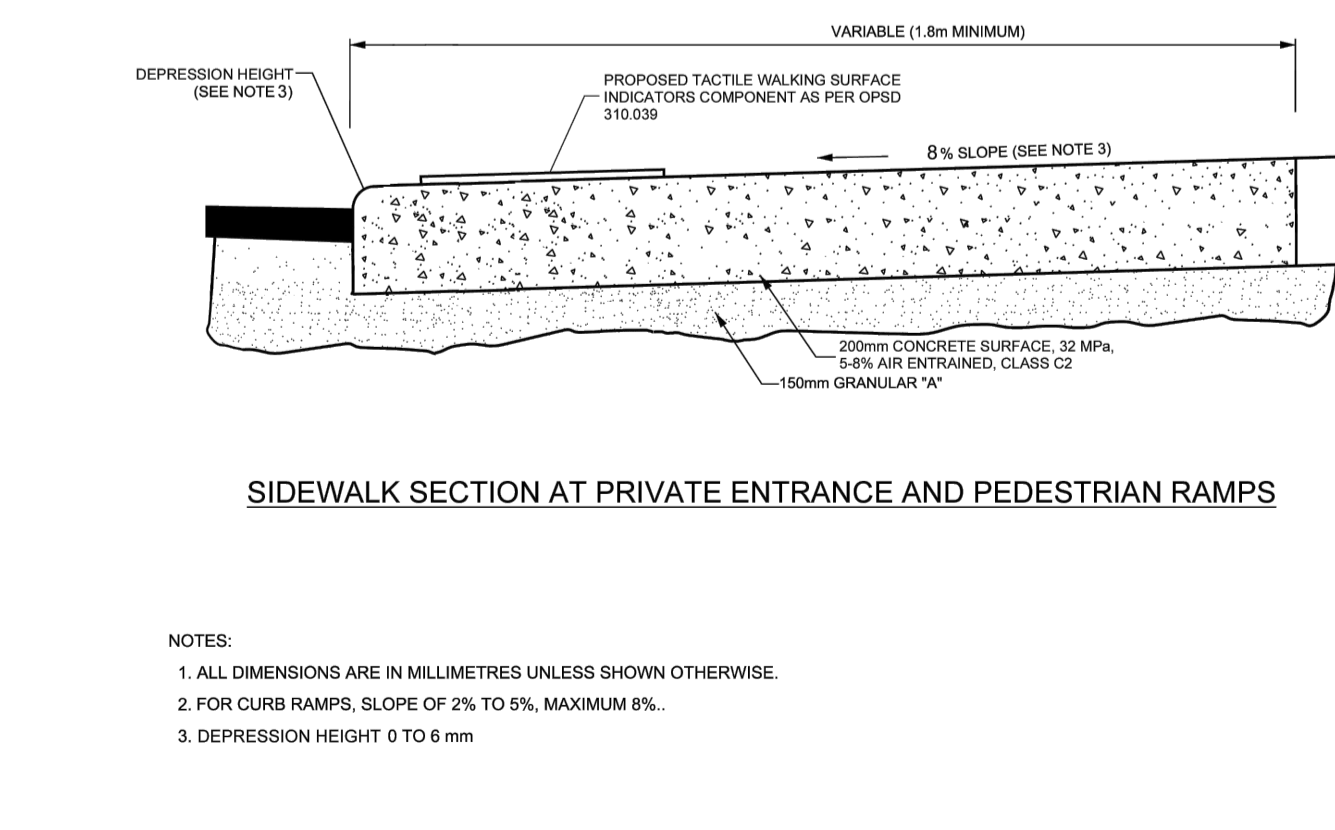 VARIABLE (1.8m MINIMUM)
DEPRESSION HEIGHT
(SEE NOTE 3)
PROPOSED TACTILE WALKING SURFACE
INDICATORS COMPONENT AS PER OPSD
310.039
8% SLOPE (SEE NOTE 3)
200mm CONCRETE SURFACE, 32 MPa,
5-8% AIR ENTRAINED, CLASS C2
150mm GRANULAR "A"
SIDEWALK SECTION AT PRIVATE ENTRANCE AND PEDESTRIAN RAMPS
NOTES:
1. ALL DIMENSIONS ARE IN MILLIMETRES UNLESS SHOWN OTHERWISE.
2. FOR CURB RAMPS, SLOPE OF 2% TO 5%, MAXIMUM 8%..
3. DEPRESSION HEIGHT 0 TO 6 mm